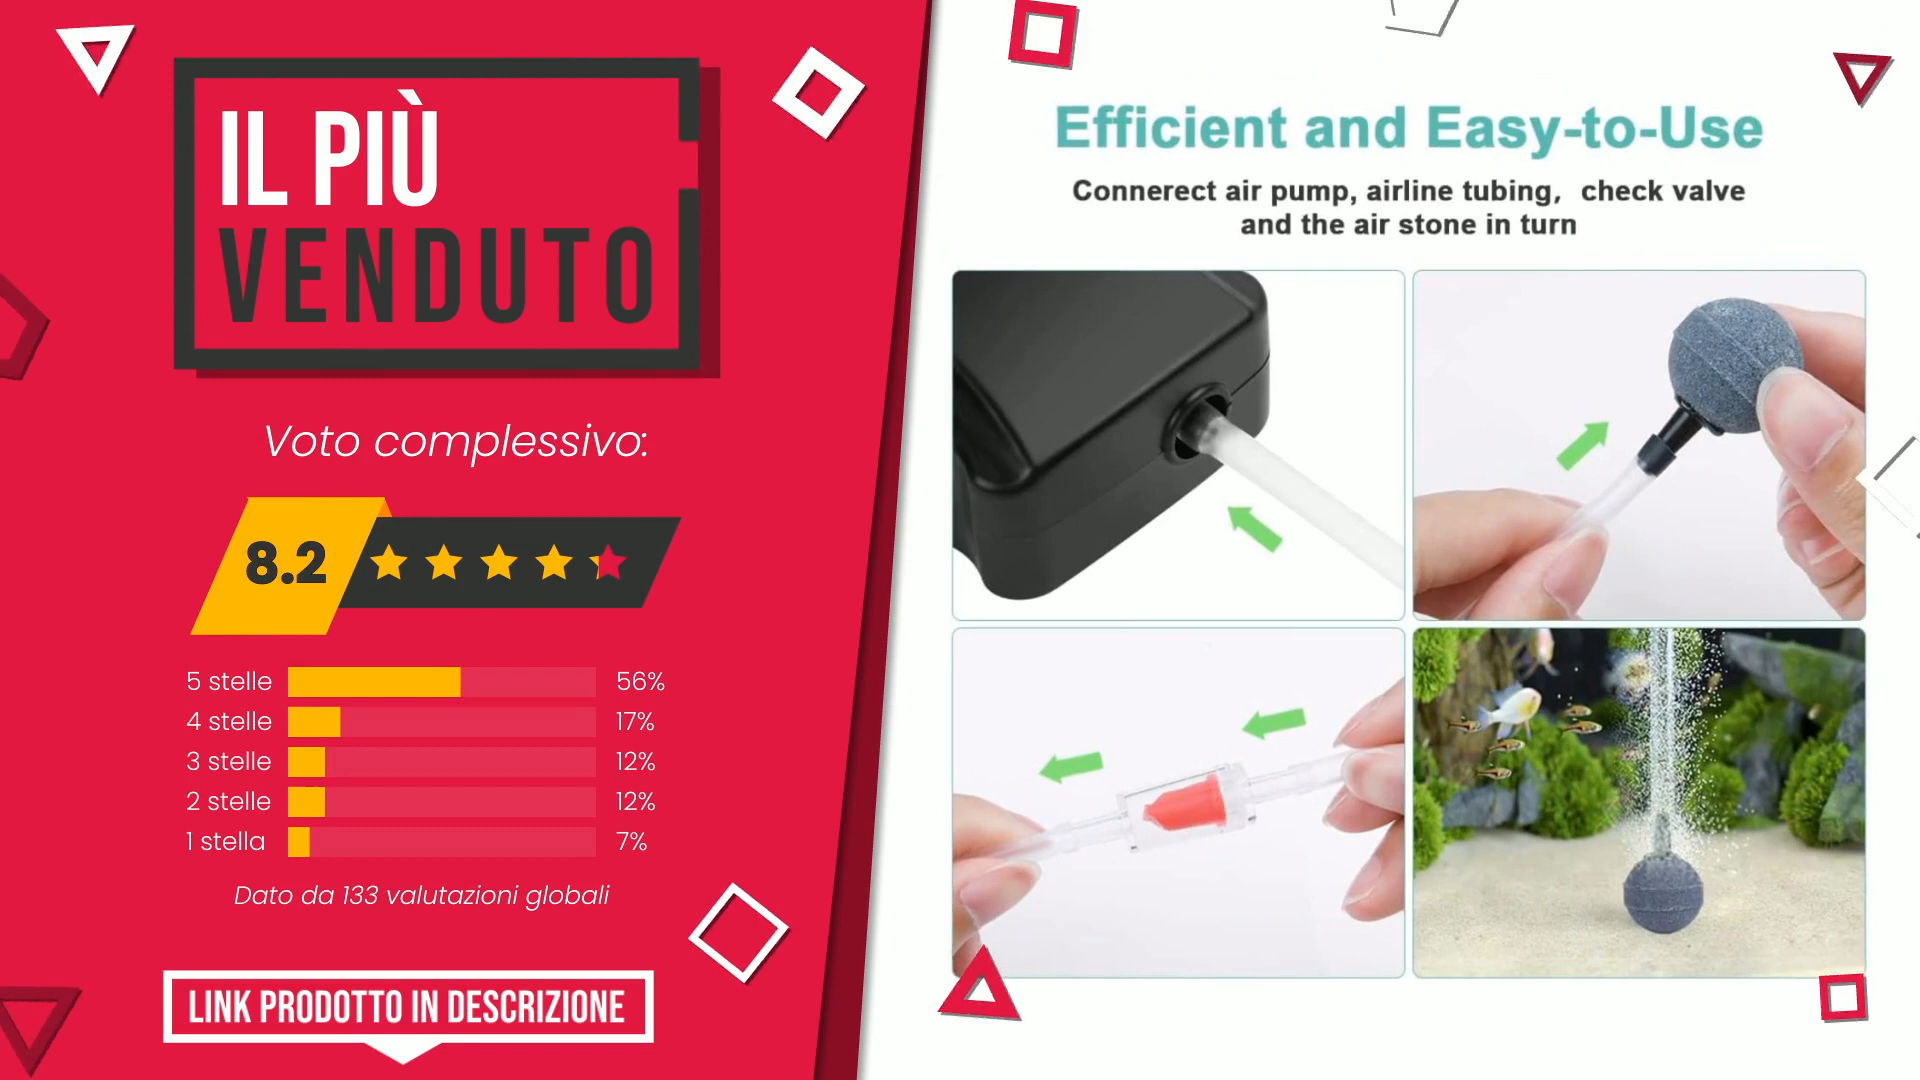 IL PIÙ
VENDUTO
Voto complessivo:
8.2
5 stelle 56%
4 stelle 17%
3 stelle 12%
2 stelle 12%
1 stella 7%
Dato da 133 valutazioni globali
LINK PRODOTTO IN DESCRIZIONE
Efficient and Easy-to-Use
Connerect air pump, airline tubing, check valve
and the air stone in turn